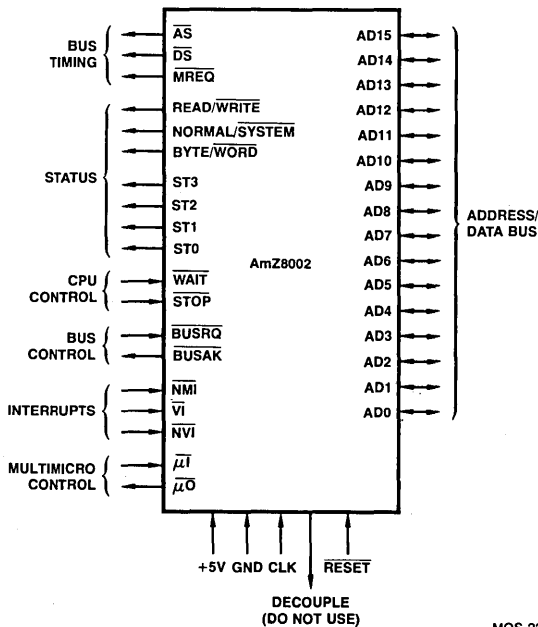 BUS
TIMING
AS
DS
MREQ
STATUS
READ/WRITE
NORMAL/SYSTEM
BYTE/WORD
ST3
ST2
ST1
ST0
CPU
CONTROL
WAIT
STOP
BUS
CONTROL
BUSRQ
BUSAK
INTERRUPTS
NMI
VI
NVI
MULTIMICRO
CONTROL
μI
μO
AmZ8002
AD15
AD14
AD13
AD12
AD11
AD10
AD9
AD8
AD7
AD6
AD5
AD4
AD3
AD2
AD1
AD0
ADDRESS/
DATA BUS
+5V GND CLK RESET
DECOUPLE
(DO NOT USE)